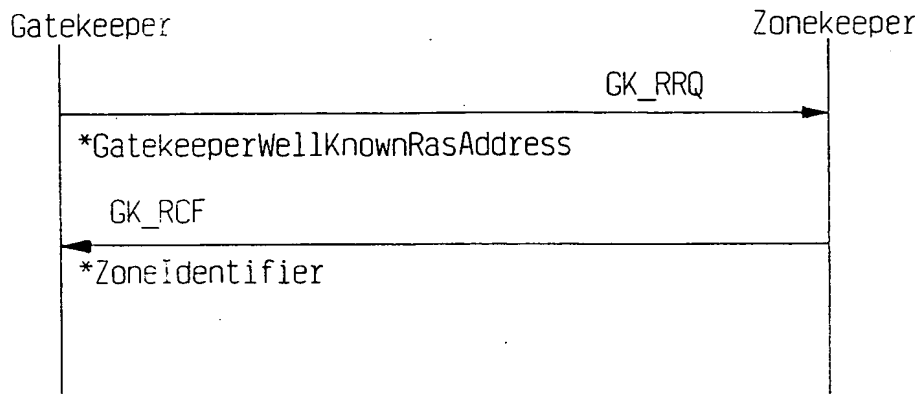 Gatekeeper
Zonekeeper
GK_RRQ
*GatekeeperWellKnownRasAddress
GK_RCF
*ZoneIdentifier